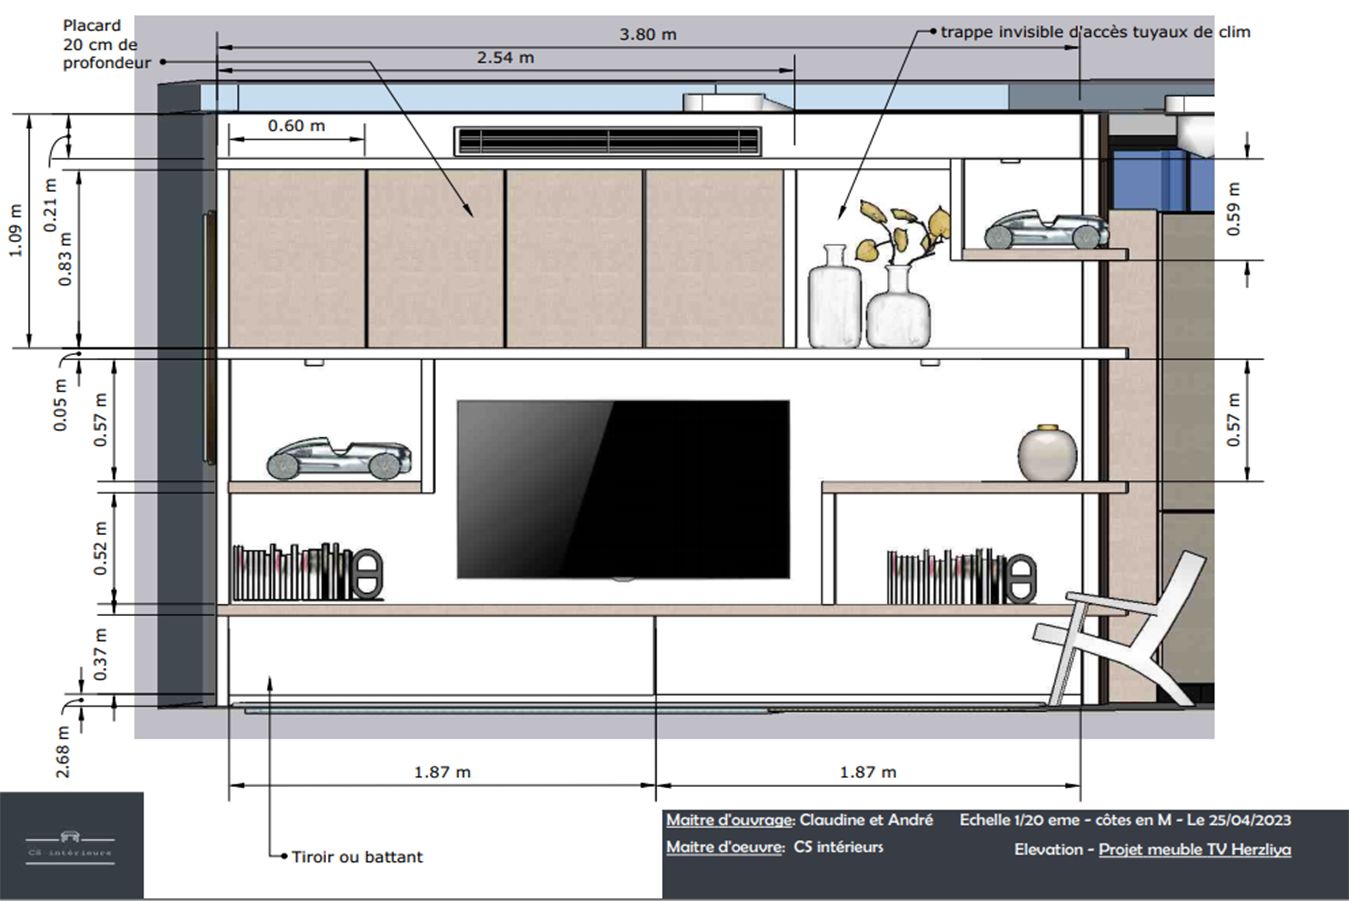 Placard
20 cm de
profondeur
3.80 m
trappe invisible d'accès tuyaux de clim
2.54 m
0.60 m
1.09 m
0.21 m
0.83 m
0.59 m
0.05 m
0.57 m
0.57 m
0.52 m
0.37 m
2.68 m
1.87 m
1.87 m
Tiroir ou battant
CS intérieurs
Maitre d'ouvrage: Claudine et André
Maitre d'oeuvre: CS intérieurs
Echelle 1/20 eme - côtes en M - Le 25/04/2023
Elevation - Projet meuble TV Herzliya